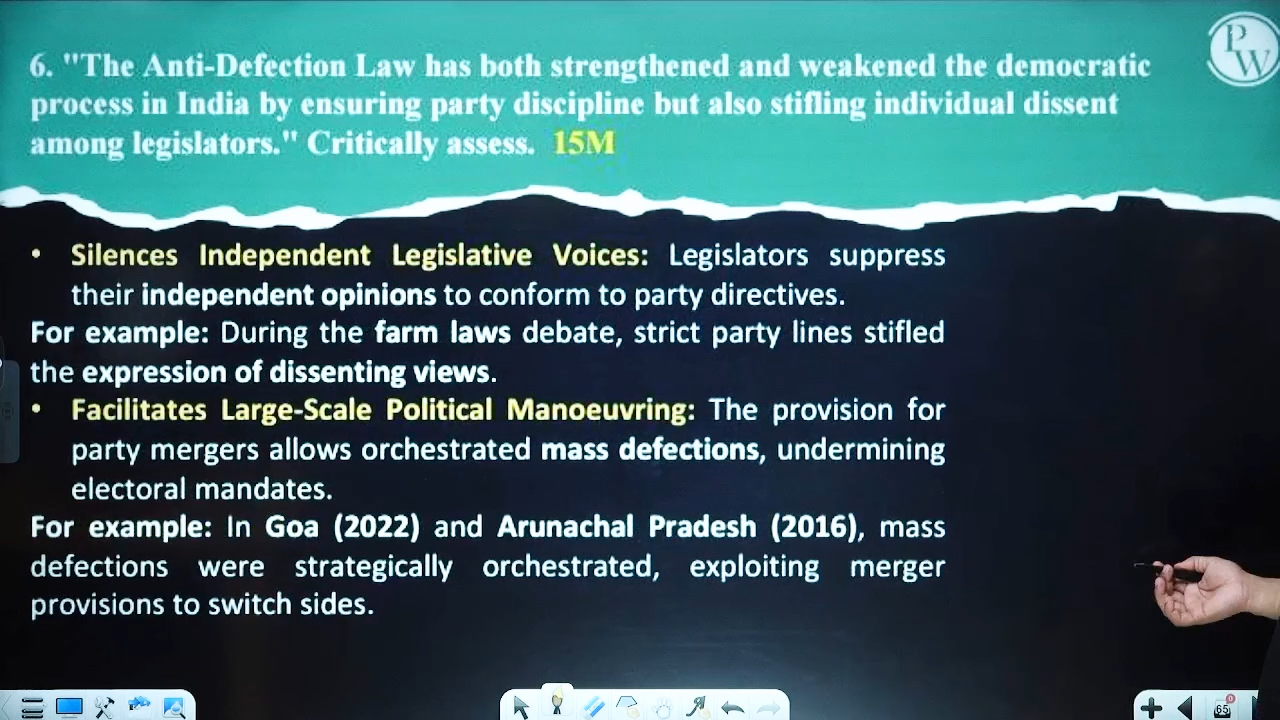 PW
6. "The Anti-Defection Law has both strengthened and weakened the democratic
process in India by ensuring party discipline but also stifling individual dissent
among legislators." Critically assess. 15M
• Silences Independent Legislative Voices: Legislators suppress
their independent opinions to conform to party directives.
For example: During the farm laws debate, strict party lines stifled
the expression of dissenting views.
• Facilitates Large-Scale Political Manoeuvring: The provision for
party mergers allows orchestrated mass defections, undermining
electoral mandates.
For example: In Goa (2022) and Arunachal Pradesh (2016), mass
defections were strategically orchestrated, exploiting merger
provisions to switch sides.
65